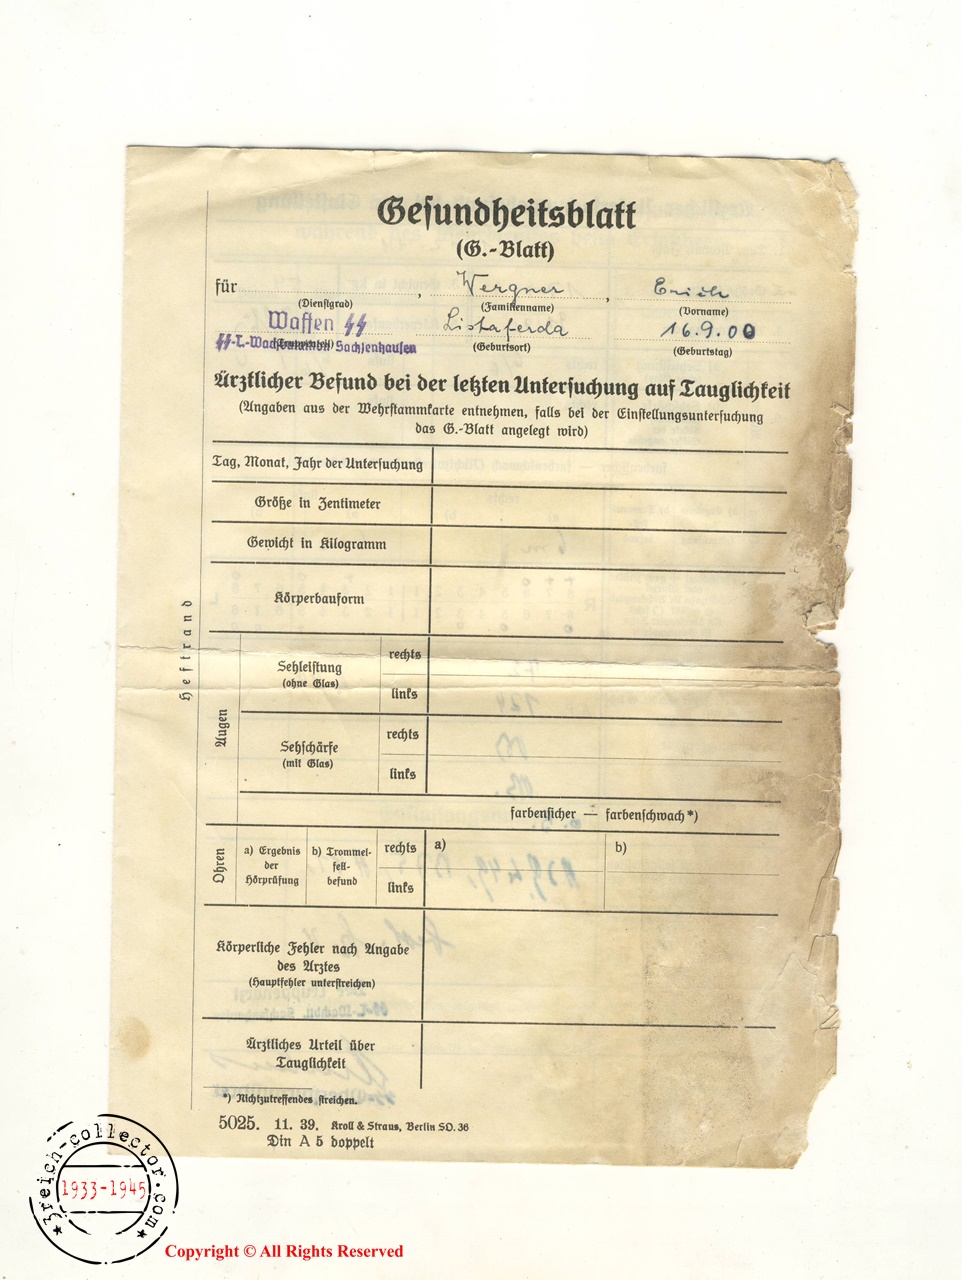 Gesundheitsblatt
(G.-Blatt)
für , Wergner , Erich
(Dienstgrad) (Familienname) (Vorname)
Waffen ϟϟ Listaferda 16.9.00
ϟϟ-T.-Wachbataillon Sachsenhausen (Geburtsort) (Geburtstag)
Ärztlicher Befund bei der letzten Untersuchung auf Tauglichkeit
(Angaben aus der Wehrstammkarte entnehmen, falls bei der Einstellungsuntersuchung
das G.-Blatt angelegt wird)
Tag, Monat, Jahr der Untersuchung
Größe in Zentimeter
Gewicht in Kilogramm
Körperbauform
Heftrand
Augen
Sehleistung
(ohne Glas)
rechts
links
Sehschärfe
(mit Glas)
rechts
links
farbensicher — farbenschwach*)
Ohren
a) Ergebnis
der
Hörprüfung
b) Trommel-
fell-
befund
rechts
links
a)
b)
Körperliche Fehler nach Angabe
des Arztes
(Hauptfehler unterstreichen)
Ärztliches Urteil über
Tauglichkeit
*) Nichtzutreffendes streichen.
5025. 11. 39. Kroll & Straus, Berlin SO. 36
Din A 5 doppelt
3reich-collector.com
1933-1945
Copyright © All Rights Reserved